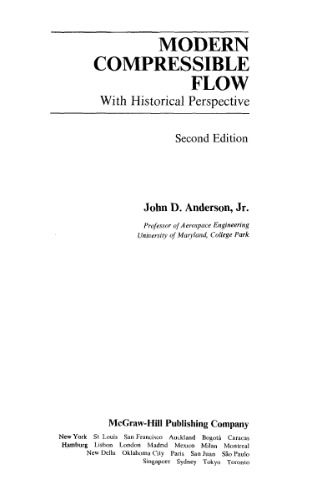 MODERN
COMPRESSIBLE
FLOW
With Historical Perspective
Second Edition
John D. Anderson, Jr.
Professor of Aerospace Engineering
University of Maryland, College Park
McGraw-Hill Publishing Company
New York St Louis San Francisco Auckland Bogotá Caracas
Hamburg Lisbon London Madrid Mexico Milan Montreal
New Delhi Oklahoma City Paris San Juan São Paulo
Singapore Sydney Tokyo Toronto